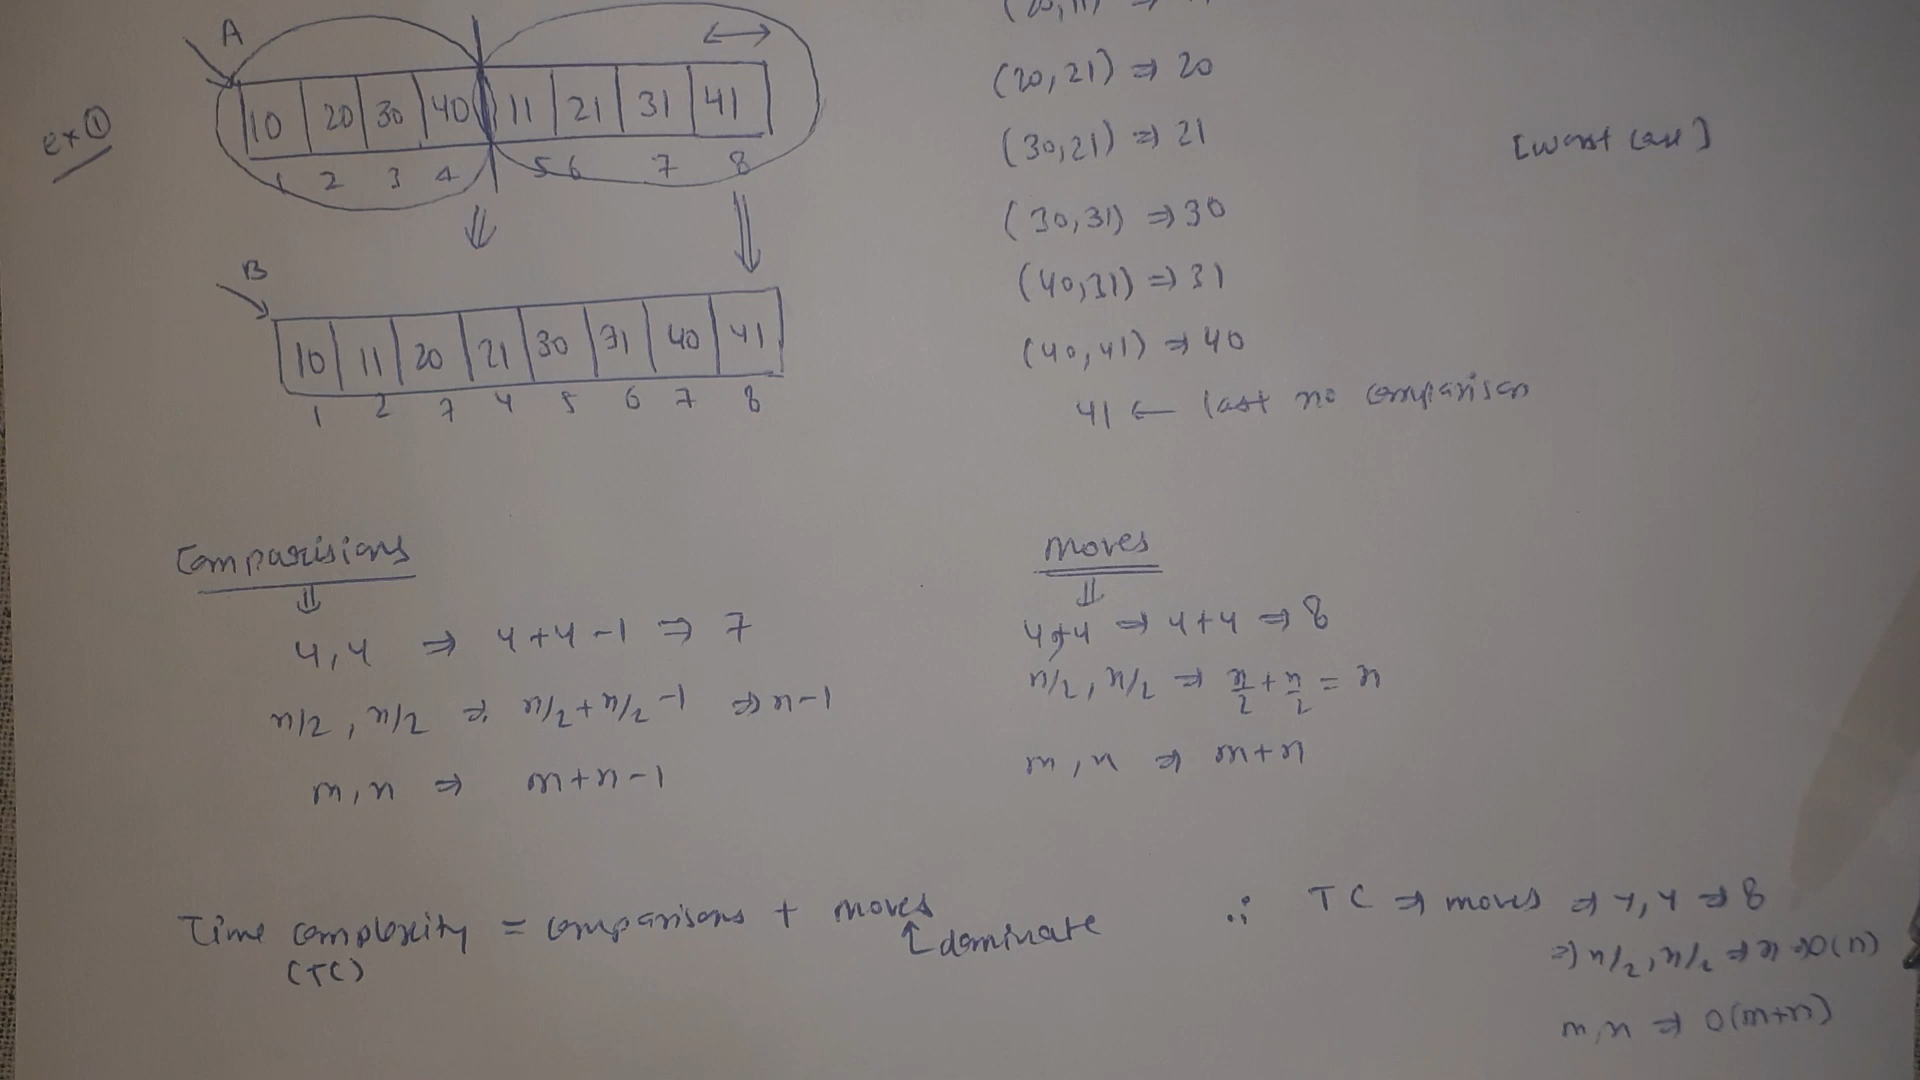 A
ex ①
10 20 30 40 11 21 31 41
1 2 3 4 5 6 7 8
B
10 11 20 21 30 31 40 41
1 2 3 4 5 6 7 8
(20,11) ⇒ 11
(20,21) ⇒ 20
(30,21) ⇒ 21
(30,31) ⇒ 30
(40,31) ⇒ 31
(40,41) ⇒ 40
41 ← last no comparison
[worst case]
Comparisions
⇓
4,4 ⇒ 4+4-1 ⇒ 7
n/2, n/2 ⇒ n/2+n/2-1 ⇒ n-1
m,n ⇒ m+n-1
moves
⇓
4,4 ⇒ 4+4 ⇒ 8
n/2, n/2 ⇒ n/2 + n/2 = n
m,n ⇒ m+n
Time complexity = comparisons + moves
(TC)
↑ dominate
∴ TC ⇒ moves ⇒ 4,4 ⇒ 8
⇒ n/2, n/2 ⇒ n ⇒ O(n)
m,n ⇒ O(m+n)